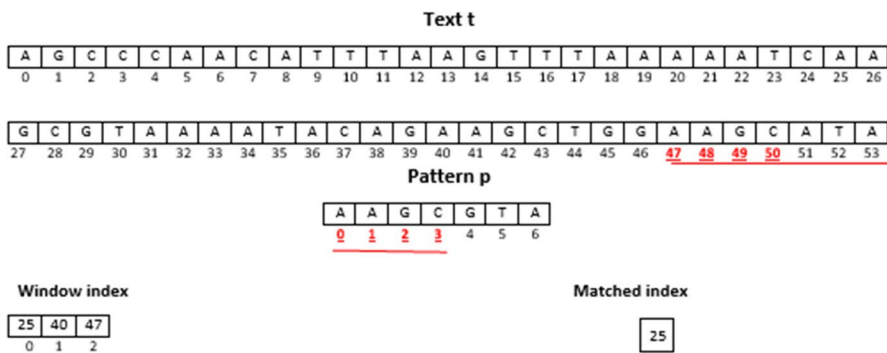 Text t
A G C C C A A C A T T T A A G T T T A A A A A T C A A
0 1 2 3 4 5 6 7 8 9 10 11 12 13 14 15 16 17 18 19 20 21 22 23 24 25 26
G C G T A A A A T A C A G A A G C T G G A A G C A T A
27 28 29 30 31 32 33 34 35 36 37 38 39 40 41 42 43 44 45 46 47 48 49 50 51 52 53
Pattern p
A A G C G T A
0 1 2 3 4 5 6
Window index Matched index
25 40 47 25
0 1 2